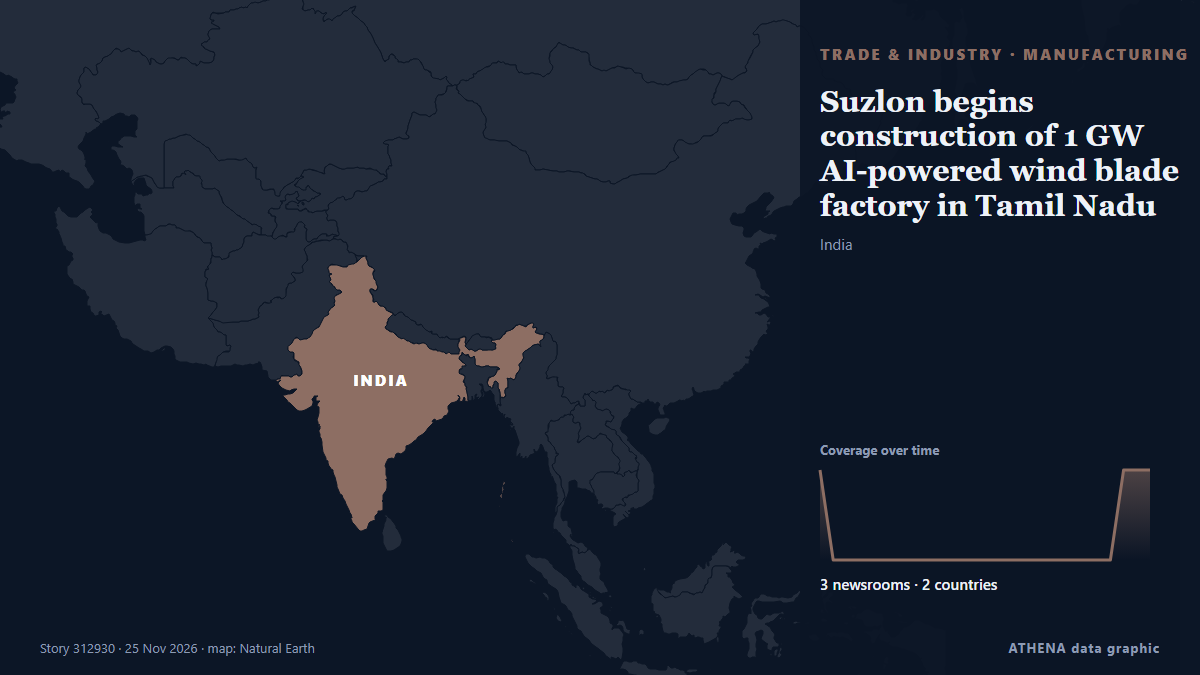 TRADE & INDUSTRY · MANUFACTURING
Suzlon begins
construction of 1 GW
AI-powered wind blade
factory in Tamil Nadu
India
INDIA
Coverage over time
3 newsrooms · 2 countries
Story 312930 · 25 Nov 2026 · map: Natural Earth
ATHENA data graphic